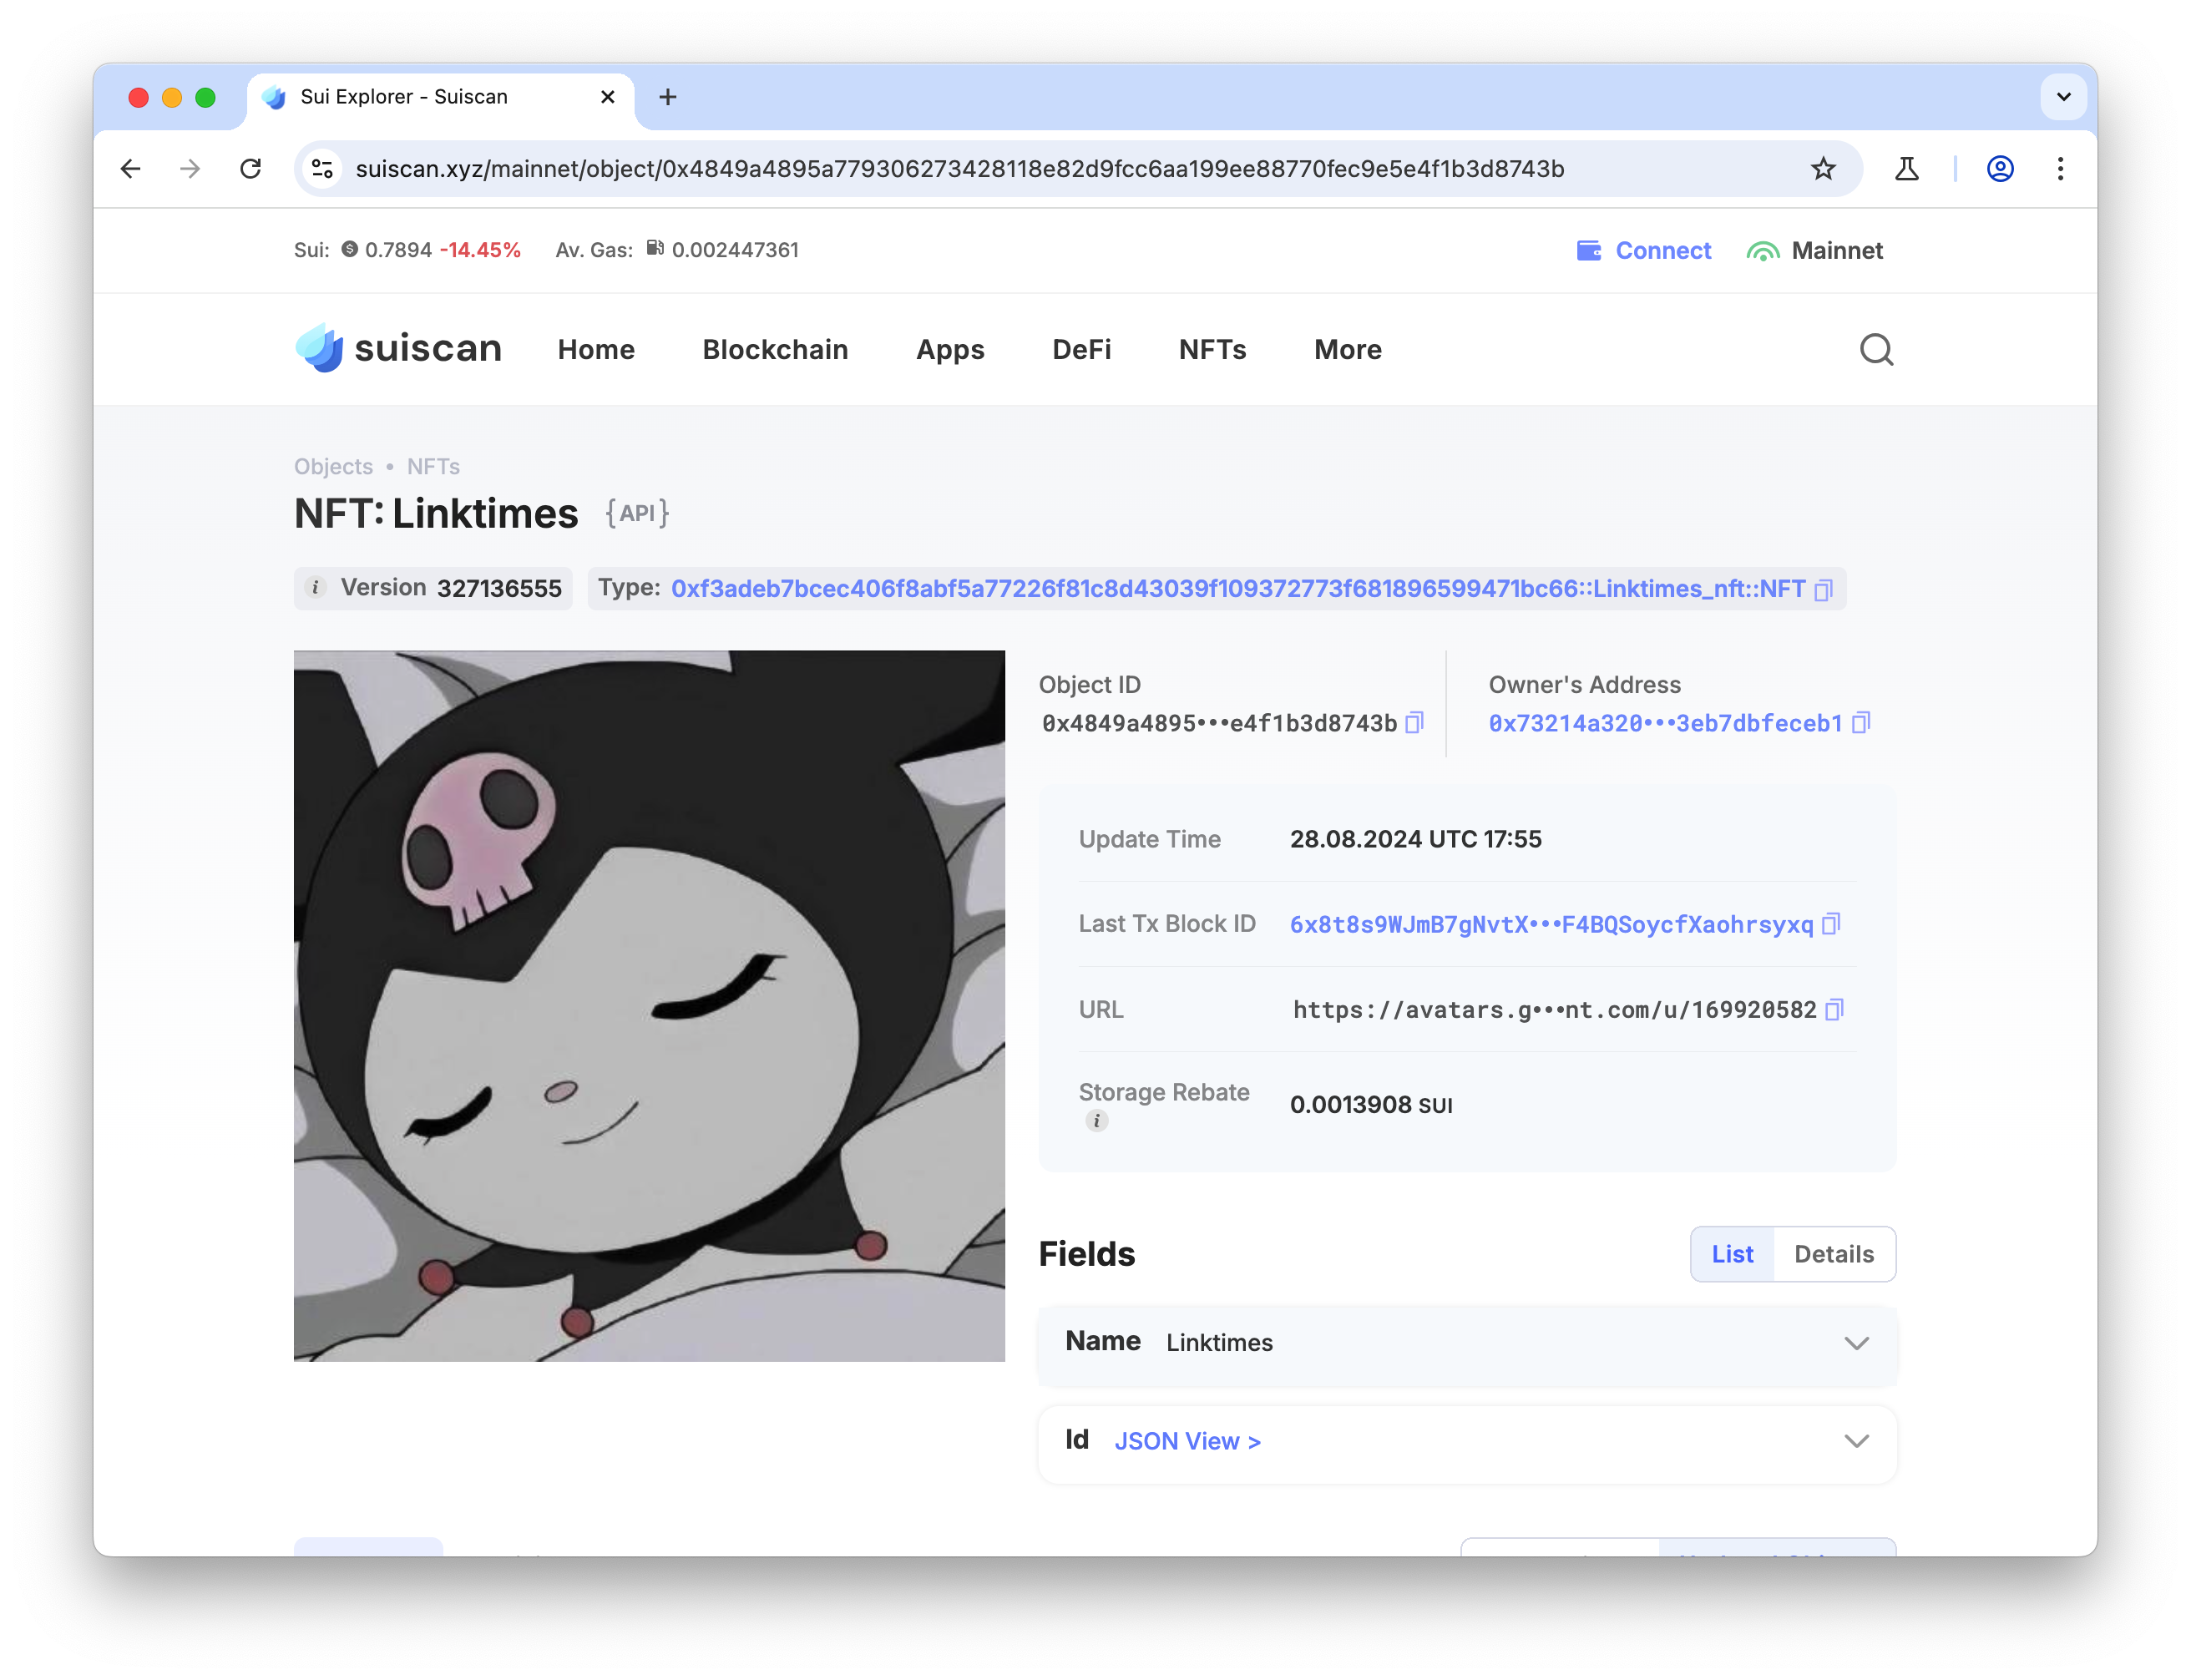 Sui Explorer - Suiscan
suiscan.xyz/mainnet/object/0x4849a4895a779306273428118e82d9fcc6aa199ee88770fec9e5e4f1b3d8743b
Sui: 0.7894 -14.45% Av. Gas: 0.002447361 Connect Mainnet
suiscan Home Blockchain Apps DeFi NFTs More
Objects • NFTs
NFT: Linktimes {API}
i Version 327136555 Type: 0xf3adeb7bcec406f8abf5a77226f81c8d43039f109372773f681896599471bc66::Linktimes_nft::NFT
Object ID
0x4849a4895•••e4f1b3d8743b
Owner's Address
0x73214a320•••3eb7dbfeceb1
Update Time 28.08.2024 UTC 17:55
Last Tx Block ID 6x8t8s9WJmB7gNvtX•••F4BQSoycfXaohrsyxq
URL https://avatars.g•••nt.com/u/169920582
Storage Rebate i 0.0013908 SUI
Fields List Details
Name Linktimes
Id JSON View >